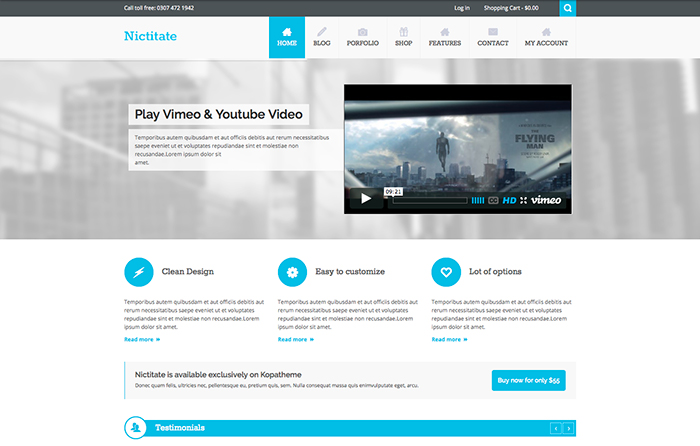 Call toll free: 0307 472 1942
Log in
Shopping Cart - $0.00
Nictitate
HOME
BLOG
PORFOLIO
SHOP
FEATURES
CONTACT
MY ACCOUNT
Play Vimeo & Youtube Video
Temporibus autem quibusdam et aut officiis debitis aut rerum necessitatibus
saepe eveniet ut et voluptates repudiandae sint et molestiae non
recusandae.Lorem ipsum dolor sit
amet.
THE
FLYING
MAN
09:21
CC
HD
vimeo
Clean Design
Temporibus autem quibusdam et aut officiis debitis aut
rerum necessitatibus saepe eveniet ut et voluptates
repudiandae sint et molestiae non recusandae.Lorem
ipsum dolor sit amet.
Read more »
Easy to customize
Temporibus autem quibusdam et aut officiis debitis aut
rerum necessitatibus saepe eveniet ut et voluptates
repudiandae sint et molestiae non recusandae.Lorem
ipsum dolor sit amet.
Read more »
Lot of options
Temporibus autem quibusdam et aut officiis debitis aut
rerum necessitatibus saepe eveniet ut et voluptates
repudiandae sint et molestiae non recusandae.Lorem
ipsum dolor sit amet.
Read more »
Nictitate is available exclusively on Kopatheme
Donec quam felis, ultricies nec, pellentesque eu, pretium quis, sem. Nulla consequat massa quis enimvulputate eget, arcu.
Buy now for only $55
Testimonials